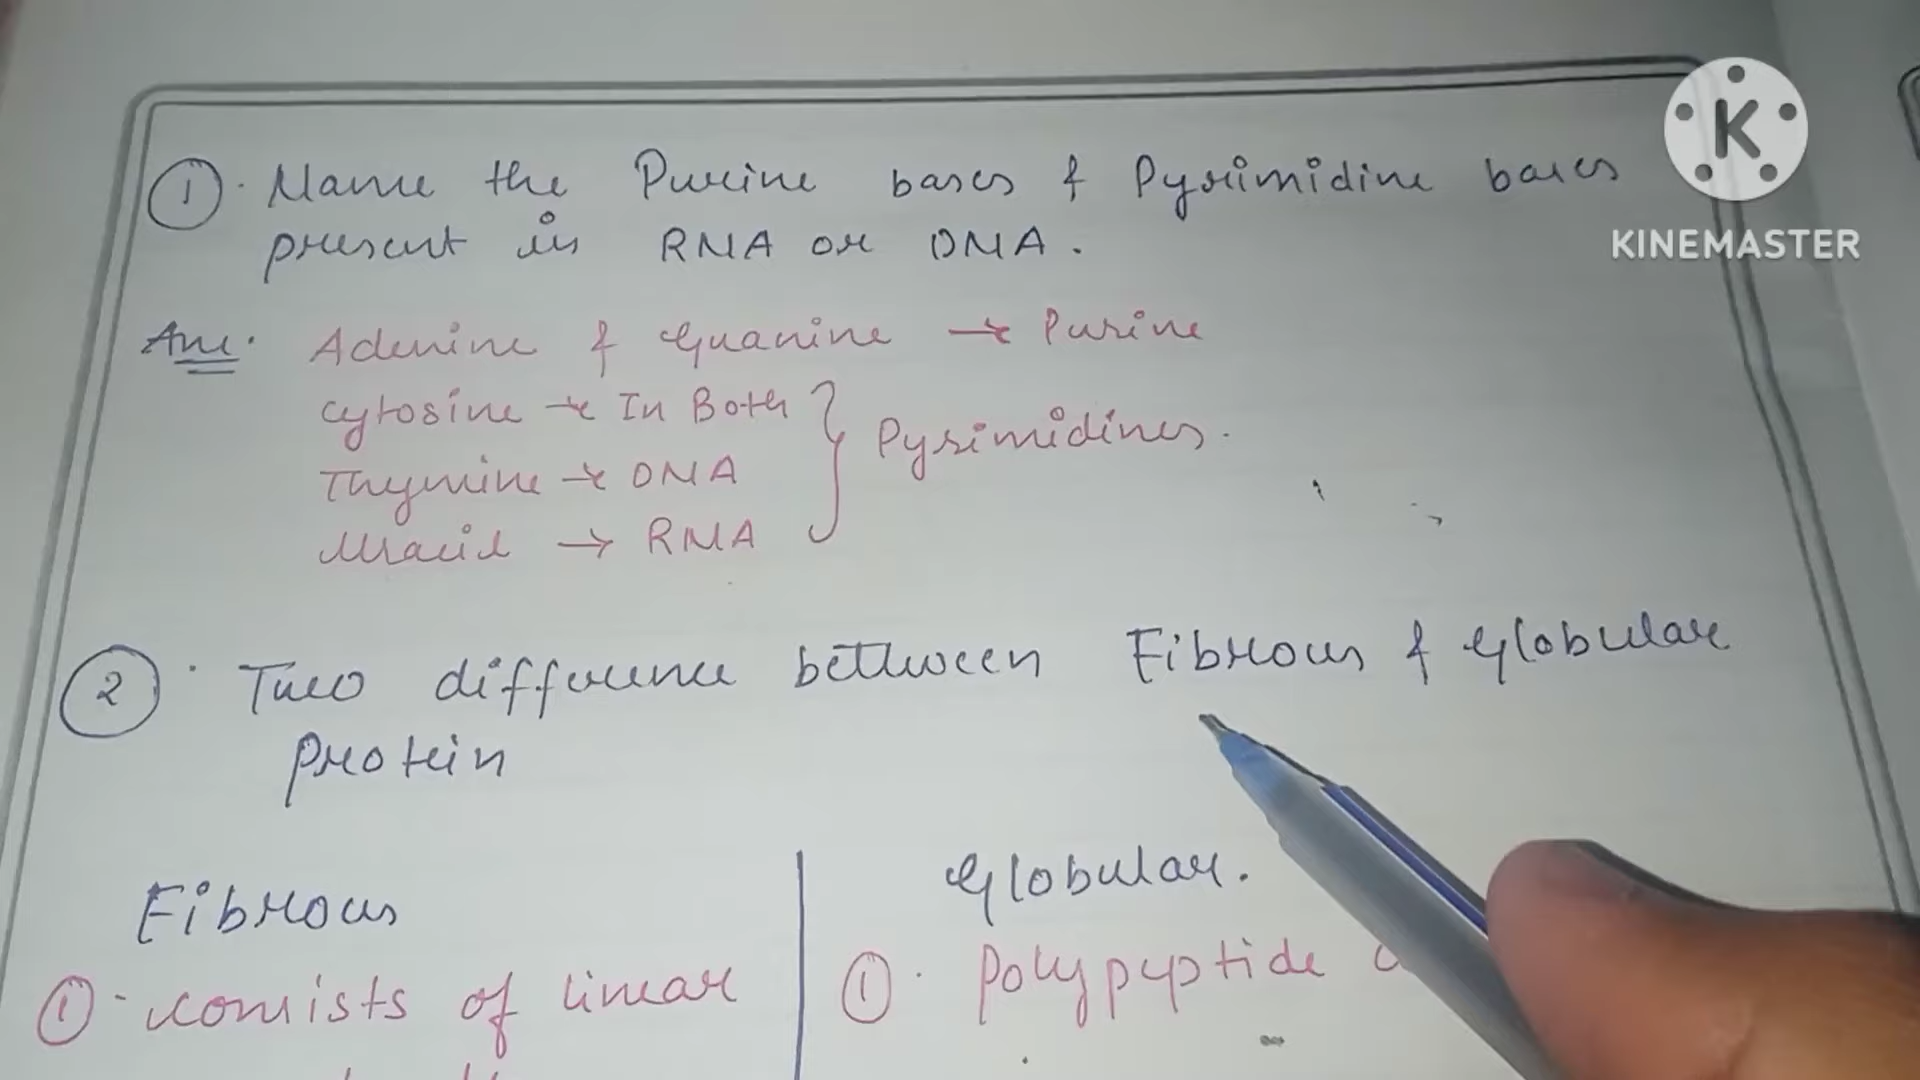 ① Name the Purine bases & Pyrimidine bases
present in RNA or DNA.
Ans. Adenine & Guanine → Purine
Cytosine → In Both
Thymine → DNA
Uracil → RNA
Pyrimidines.
② Two difference between Fibrous & Globular
protein
Fibrous
Globular.
① consists of linear
① Polypeptide
K
KINEMASTER